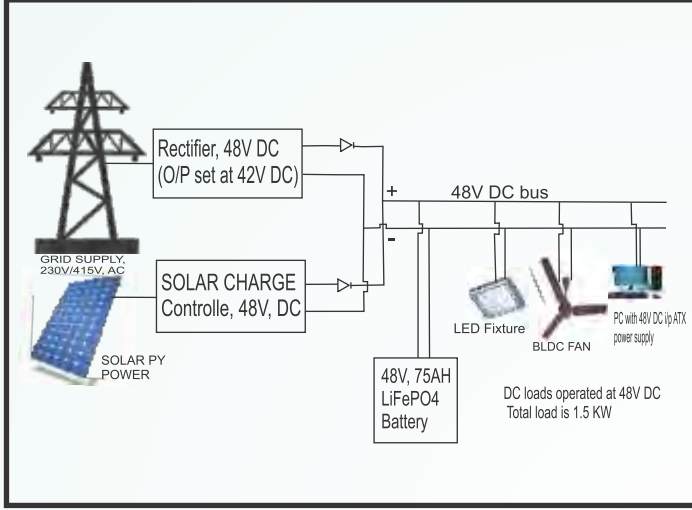 Rectifier, 48V DC
(O/P set at 42V DC)
+
48V DC bus
-
GRID SUPPLY,
230V/415V, AC
SOLAR CHARGE
Controlle, 48V, DC
SOLAR PY
POWER
LED Fixture
BLDC FAN
PC with 48V DC i/p ATX
power supply
48V, 75AH
LiFePO4
Battery
DC loads operated at 48V DC
Total load is 1.5 KW